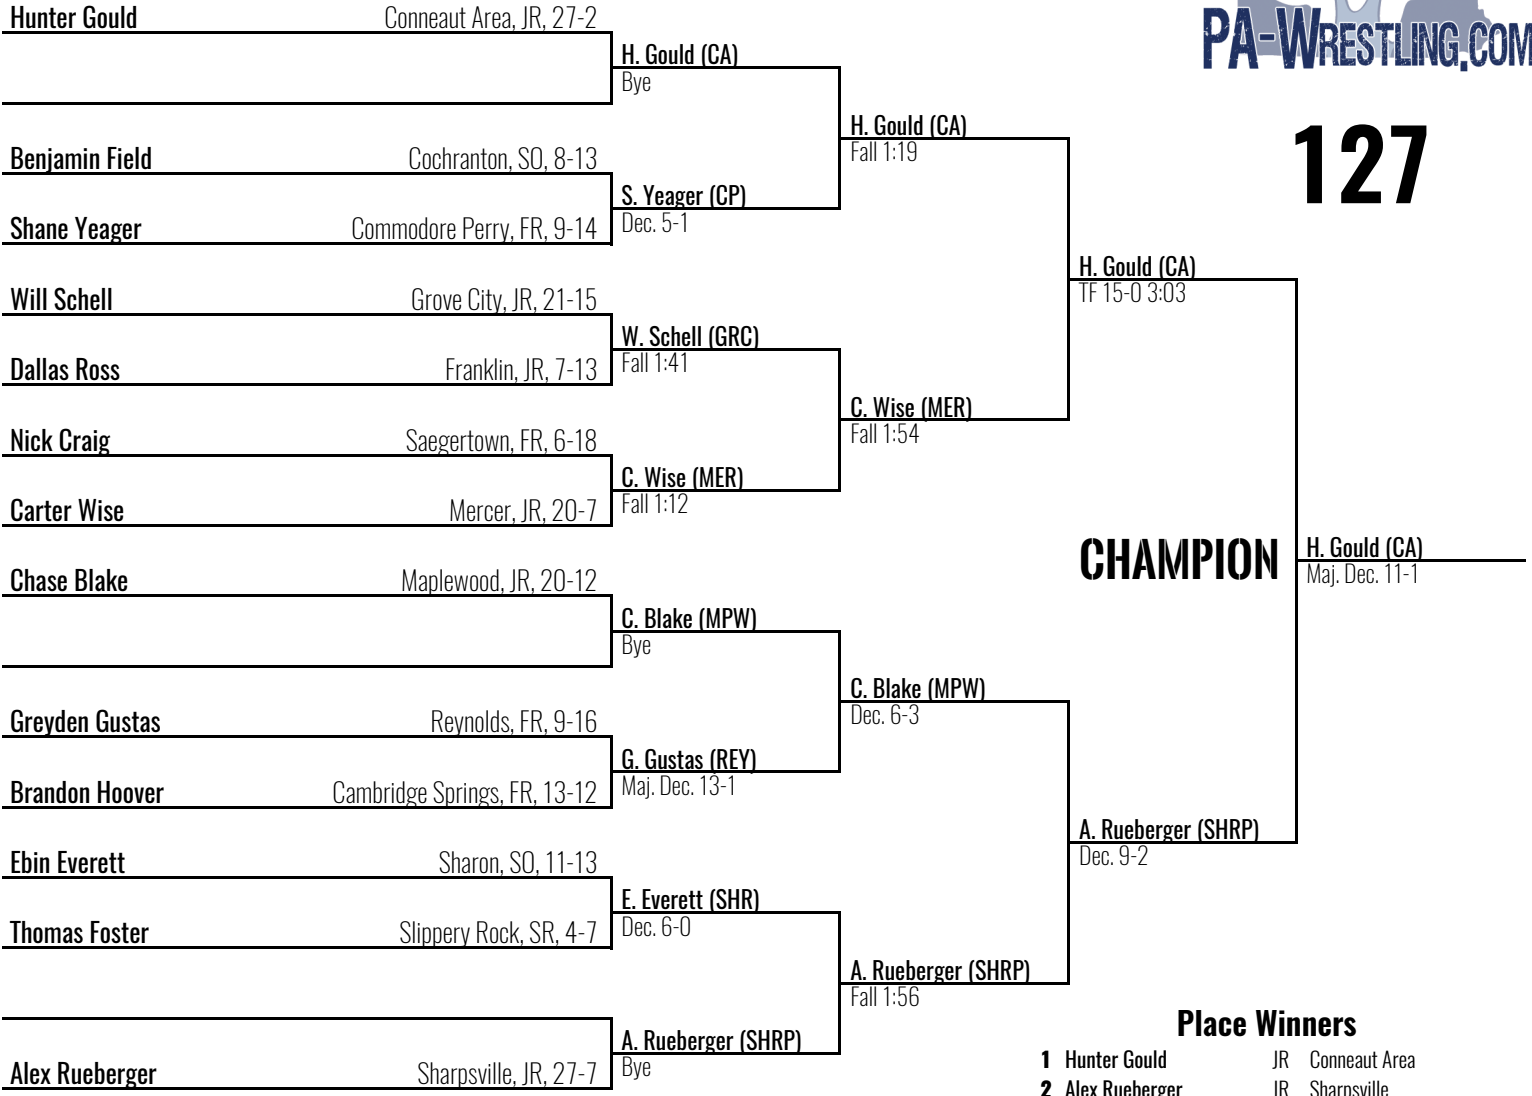 PA-WRESTLING.COM
127
Hunter Gould Conneaut Area, JR, 27-2
H. Gould (CA)
Bye
H. Gould (CA)
Fall 1:19
Benjamin Field Cochranton, SO, 8-13
S. Yeager (CP)
Dec. 5-1
Shane Yeager Commodore Perry, FR, 9-14
H. Gould (CA)
TF 15-0 3:03
Will Schell Grove City, JR, 21-15
W. Schell (GRC)
Fall 1:41
Dallas Ross Franklin, JR, 7-13
C. Wise (MER)
Fall 1:54
Nick Craig Saegertown, FR, 6-18
C. Wise (MER)
Fall 1:12
Carter Wise Mercer, JR, 20-7
CHAMPION
H. Gould (CA)
Maj. Dec. 11-1
Chase Blake Maplewood, JR, 20-12
C. Blake (MPW)
Bye
C. Blake (MPW)
Dec. 6-3
Greyden Gustas Reynolds, FR, 9-16
G. Gustas (REY)
Maj. Dec. 13-1
Brandon Hoover Cambridge Springs, FR, 13-12
A. Rueberger (SHRP)
Dec. 9-2
Ebin Everett Sharon, SO, 11-13
E. Everett (SHR)
Dec. 6-0
Thomas Foster Slippery Rock, SR, 4-7
A. Rueberger (SHRP)
Fall 1:56
A. Rueberger (SHRP)
Bye
Alex Rueberger Sharpsville, JR, 27-7
Place Winners
1 Hunter Gould JR Conneaut Area
2 Alex Rueberger JR Sharpsville